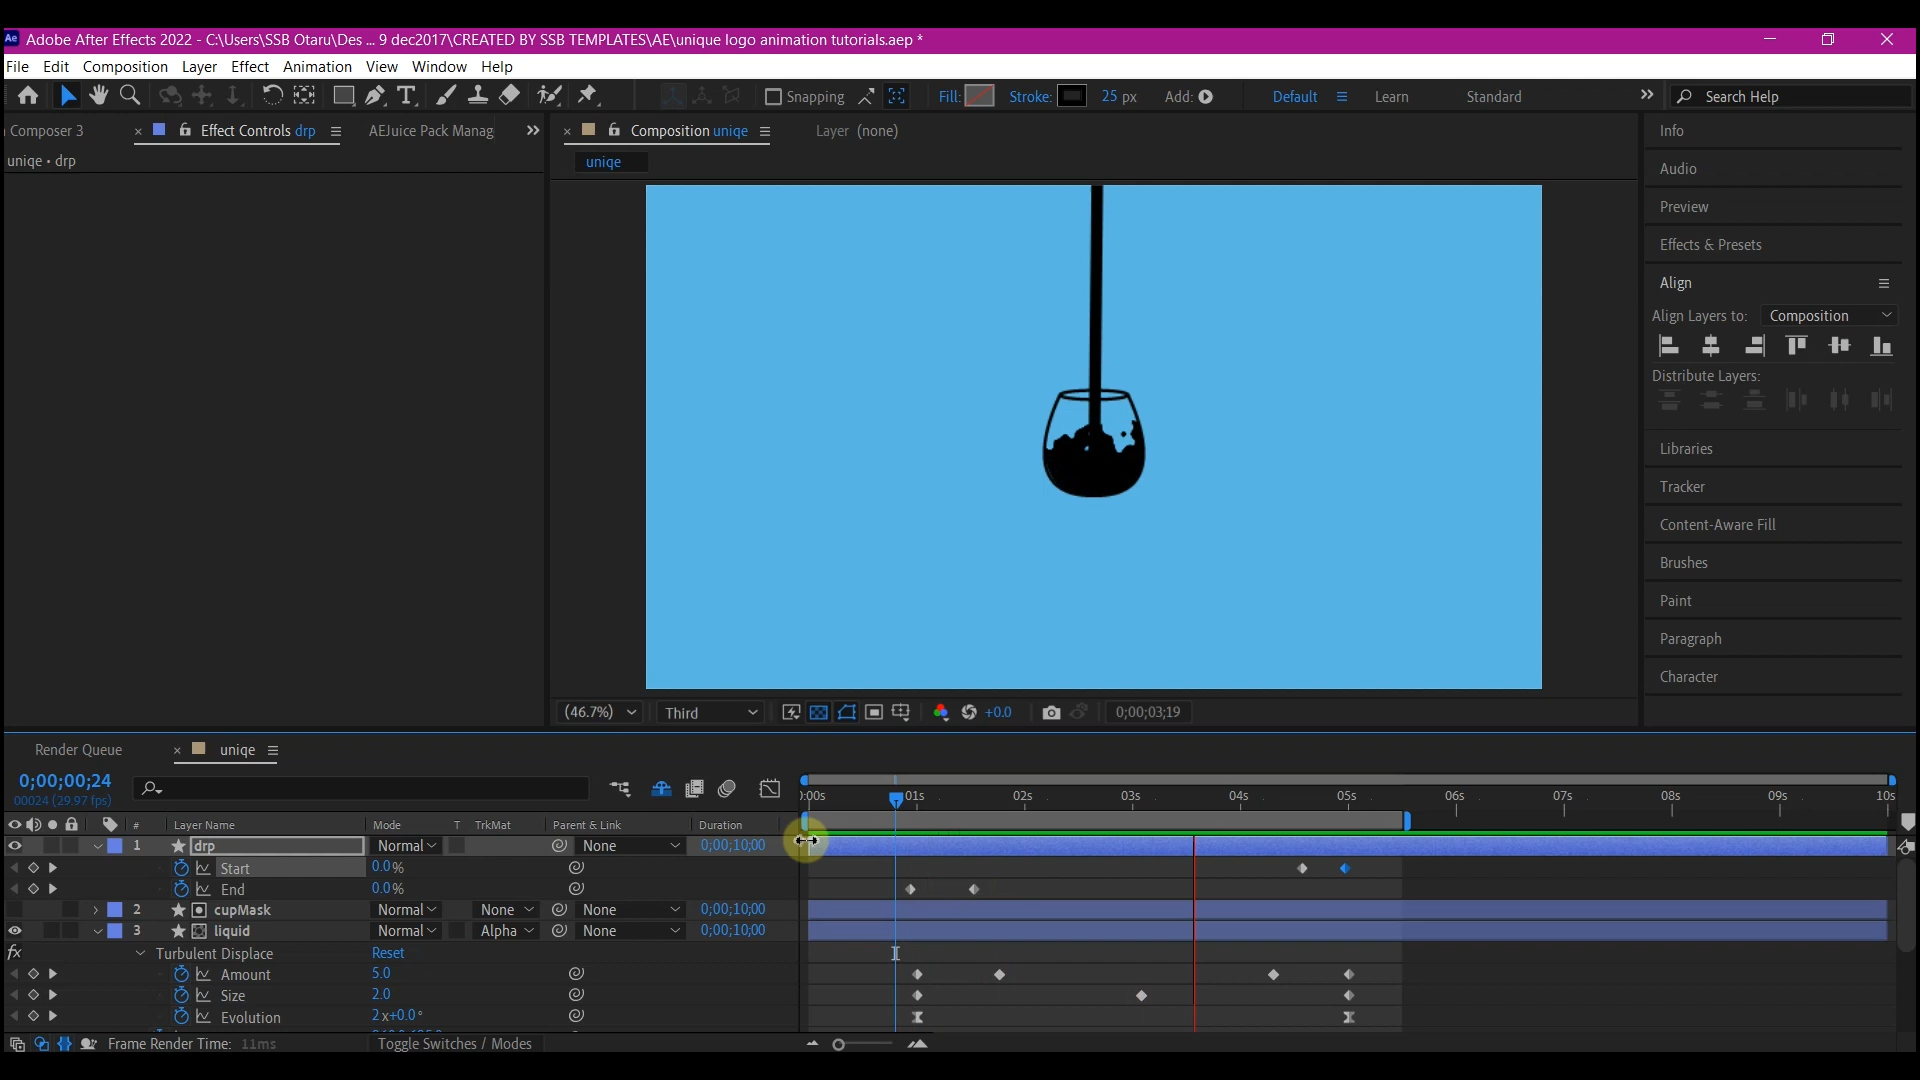 Ae Adobe After Effects 2022 - C:\Users\SSB Otaru\Des ... 9 dec2017\CREATED BY SSB TEMPLATES\AE\unique logo animation tutorials.aep *
File Edit Composition Layer Effect Animation View Window Help
Snapping Fill: Stroke: 25 px Add: Default Learn Standard Search Help
Composer 3 Effect Controls drp AEJuice Pack Manag Composition uniqe Layer (none) Info
uniqe • drp uniqe
Audio
Preview
Effects & Presets
Align
Align Layers to: Composition
Distribute Layers:
Libraries
Tracker
Content-Aware Fill
Brushes
Paint
Paragraph
Character
(46.7%) Third +0.0 0;00;03;19
Render Queue uniqe
0;00;00;24
00024 (29.97 fps)
):00s 01s 02s 03s 04s 05s 06s 07s 08s 09s 10s
# Layer Name Mode T TrkMat Parent & Link Duration
1 drp Normal None 0;00;10;00
Start 0.0%
End 0.0%
2 cupMask Normal None None 0;00;10;00
3 liquid Normal Alpha None 0;00;10;00
fx Turbulent Displace Reset
Amount 5.0
Size 2.0
Evolution 2x+0.0°
Frame Render Time: 11ms Toggle Switches / Modes